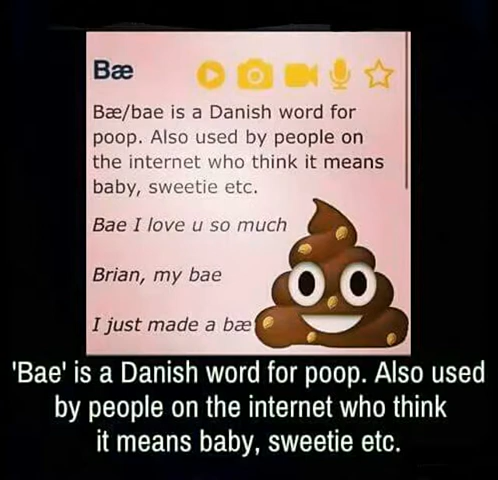 Bæ
Bæ/bae is a Danish word for
poop. Also used by people on
the internet who think it means
baby, sweetie etc.
Bae I love u so much
Brian, my bae
I just made a bæ
'Bae' is a Danish word for poop. Also used
by people on the internet who think
it means baby, sweetie etc.